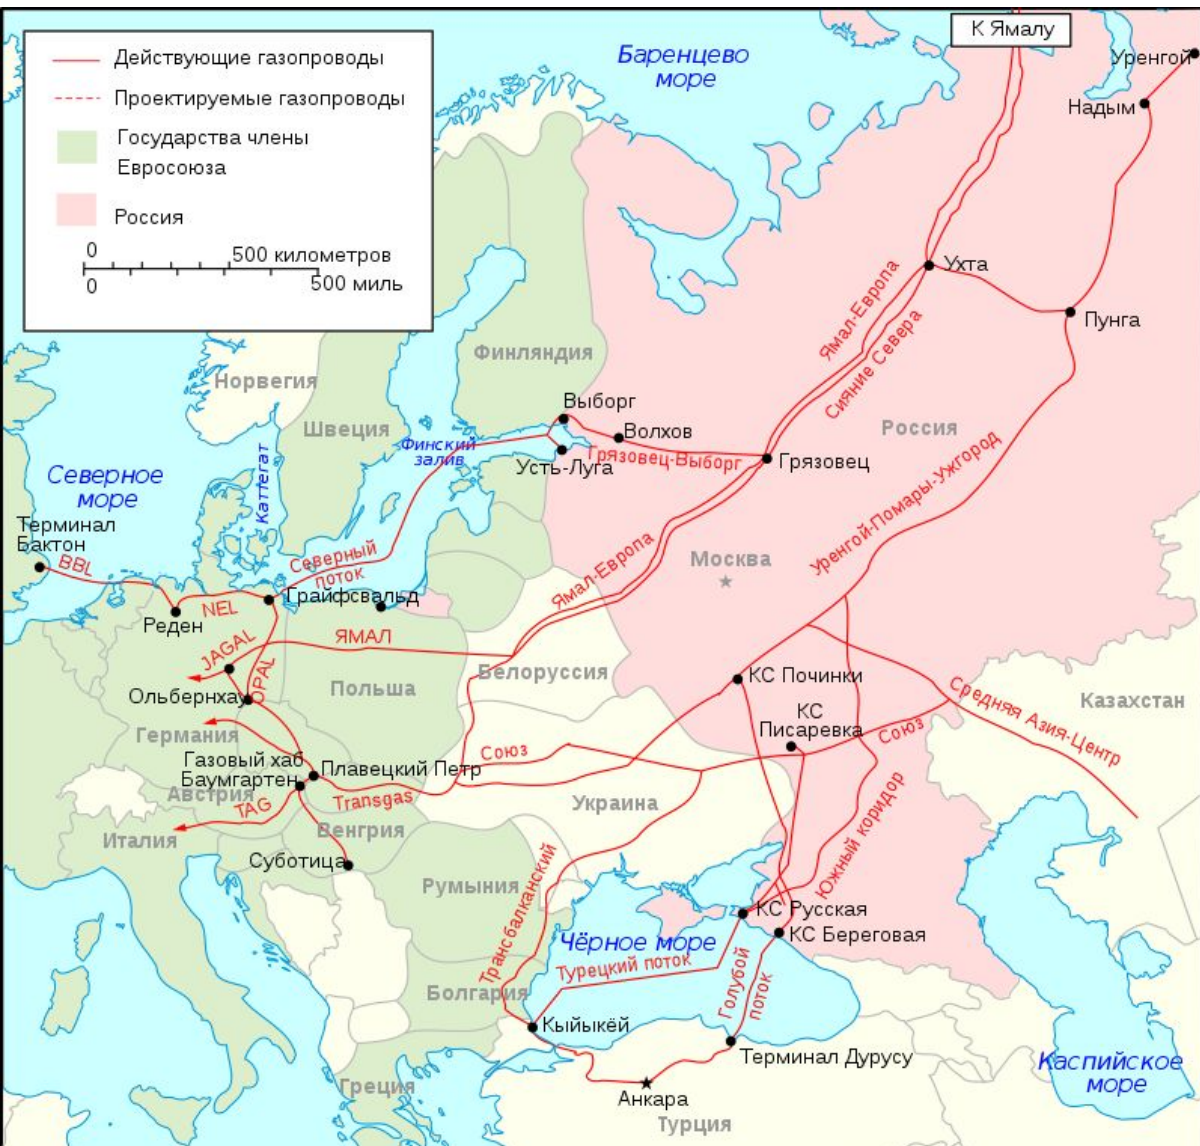 Действующие газопроводы
Проектируемые газопроводы
Государства члены
Евросоюза
Россия
0
500 километров
0
500 миль
К Ямалу
Баренцево
море
Уренгой
Надым
Ухта
Пунга
Ямал-Европа
Сияние Севера
Финляндия
Норвегия
Швеция
Выборг
Волхов
Финский
залив
Усть-Луга
Грязовец-Выборг
Грязовец
Россия
Каттегат
Северное
море
Терминал
Бактон
BBL
Северный
поток
Ямал-Европа
Москва
Уренгой-Помары-Ужгород
NEL
Грайфсвальд
Реден
JAGAL
ЯМАЛ
OPAL
Белоруссия
Польша
Ольбернхау
КС Починки
Средняя Азия-Центр
Казахстан
КС
Писаревка
Союз
Германия
Газовый хаб
Баумгартен
Плавецкий Петр
Союз
Австрия
TAG
Transgas
Украина
Италия
Венгрия
Суботица
Румыния
Южный коридор
Трансбалканский
КС Русская
КС Береговая
Чёрное море
Турецкий поток
Голубой
поток
Болгария
Кыйыкёй
Терминал Дурусу
Каспийское
море
Греция
Анкара
Турция